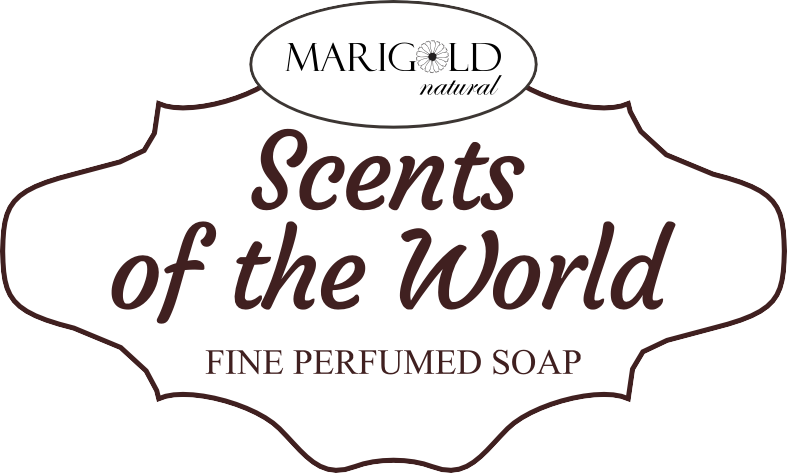 MARIGOLD
natural
Scents
of the World
FINE PERFUMED SOAP